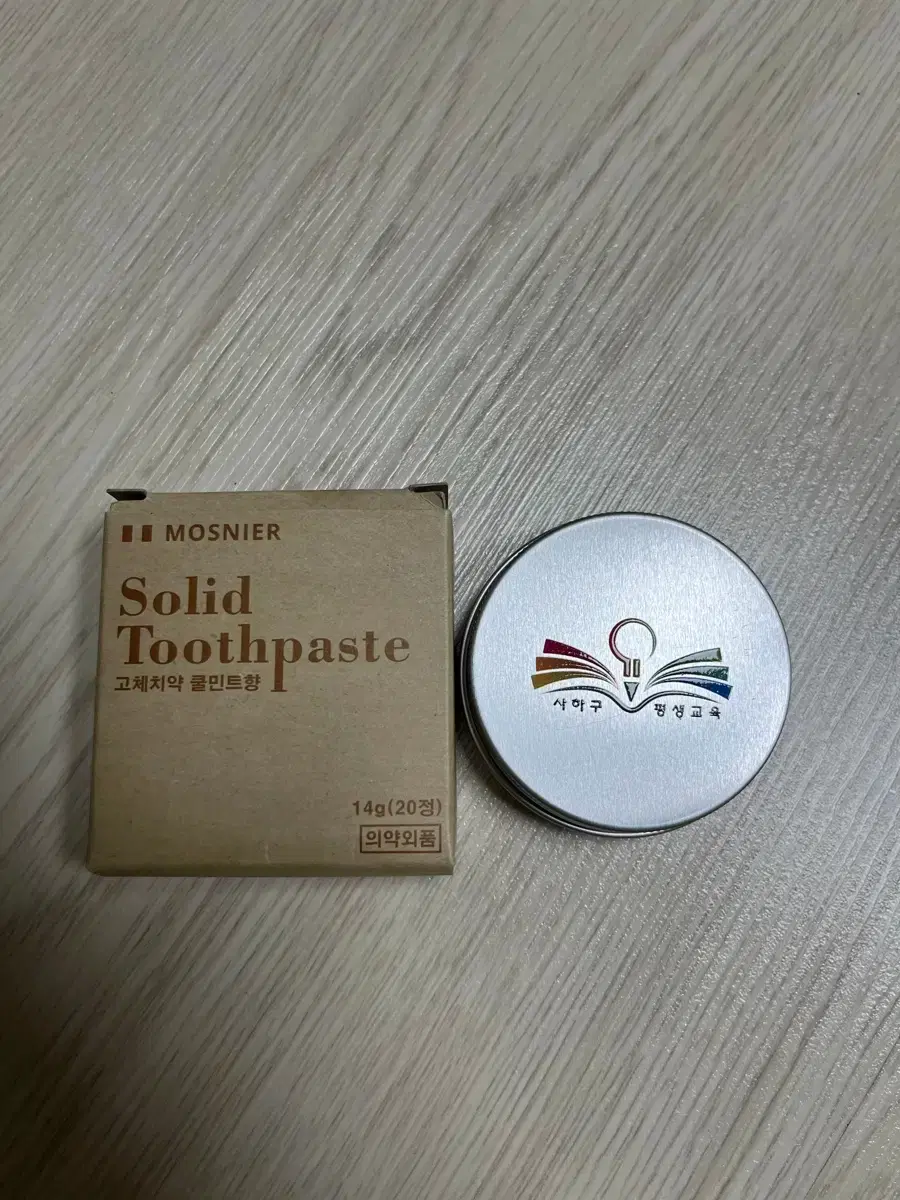 MOSNIER
Solid
Toothpaste
고체치약 쿨민트향
14g(20정)
의약외품
사하구 평생교육